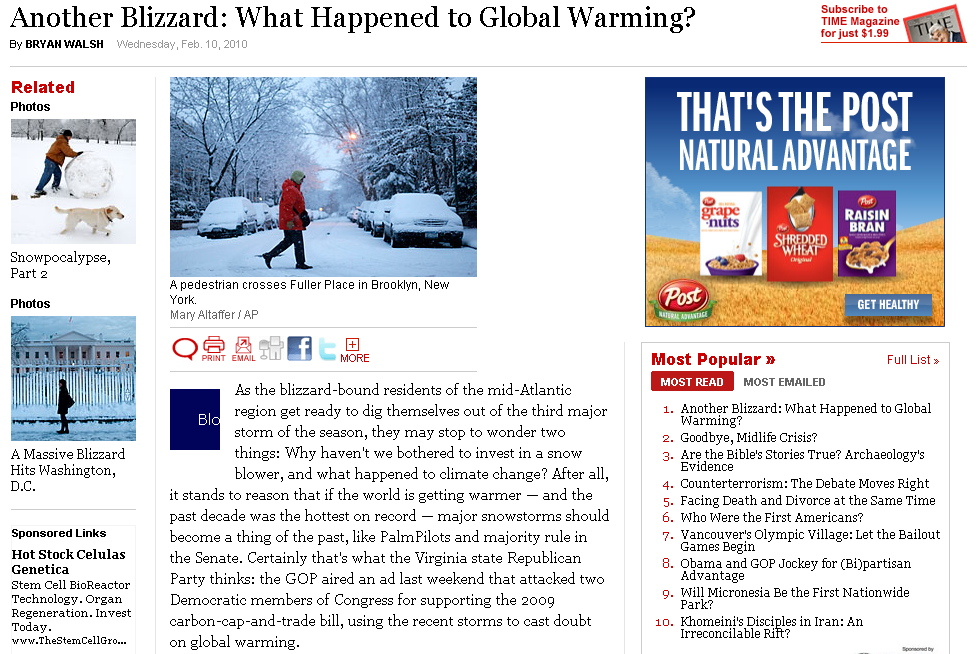 Another Blizzard: What Happened to Global Warming?
By BRYAN WALSH Wednesday, Feb. 10, 2010
Subscribe to
TIME Magazine
for just $1.99
TIME
Related
Photos
Snowpocalypse,
Part 2
Photos
A Massive Blizzard
Hits Washington,
D.C.
Sponsored Links
Hot Stock Celulas
Genetica
Stem Cell BioReactor
Technology. Organ
Regeneration. Invest
Today.
www.TheStemCellGro...
A pedestrian crosses Fuller Place in Brooklyn, New
York.
Mary Altaffer / AP
PRINT EMAIL MORE
Blo
As the blizzard-bound residents of the mid-Atlantic
region get ready to dig themselves out of the third major
storm of the season, they may stop to wonder two
things: Why haven't we bothered to invest in a snow
blower, and what happened to climate change? After all,
it stands to reason that if the world is getting warmer — and the
past decade was the hottest on record — major snowstorms should
become a thing of the past, like PalmPilots and majority rule in
the Senate. Certainly that's what the Virginia state Republican
Party thinks: the GOP aired an ad last weekend that attacked two
Democratic members of Congress for supporting the 2009
carbon-cap-and-trade bill, using the recent storms to cast doubt
on global warming.
THAT'S THE POST
NATURAL ADVANTAGE
Post
grape
nuts
SHREDDED
WHEAT
Original
Post
RAISIN
BRAN
Post
NATURAL ADVANTAGE
GET HEALTHY
Most Popular » Full List »
MOST READ MOST EMAILED
1. Another Blizzard: What Happened to Global
Warming?
2. Goodbye, Midlife Crisis?
3. Are the Bible's Stories True? Archaeology's
Evidence
4. Counterterrorism: The Debate Moves Right
5. Facing Death and Divorce at the Same Time
6. Who Were the First Americans?
7. Vancouver's Olympic Village: Let the Bailout
Games Begin
8. Obama and GOP Jockey for (Bi)partisan
Advantage
9. Will Micronesia Be the First Nationwide
Park?
10. Khomeini's Disciples in Iran: An
Irreconcilable Rift?
Sponsored by